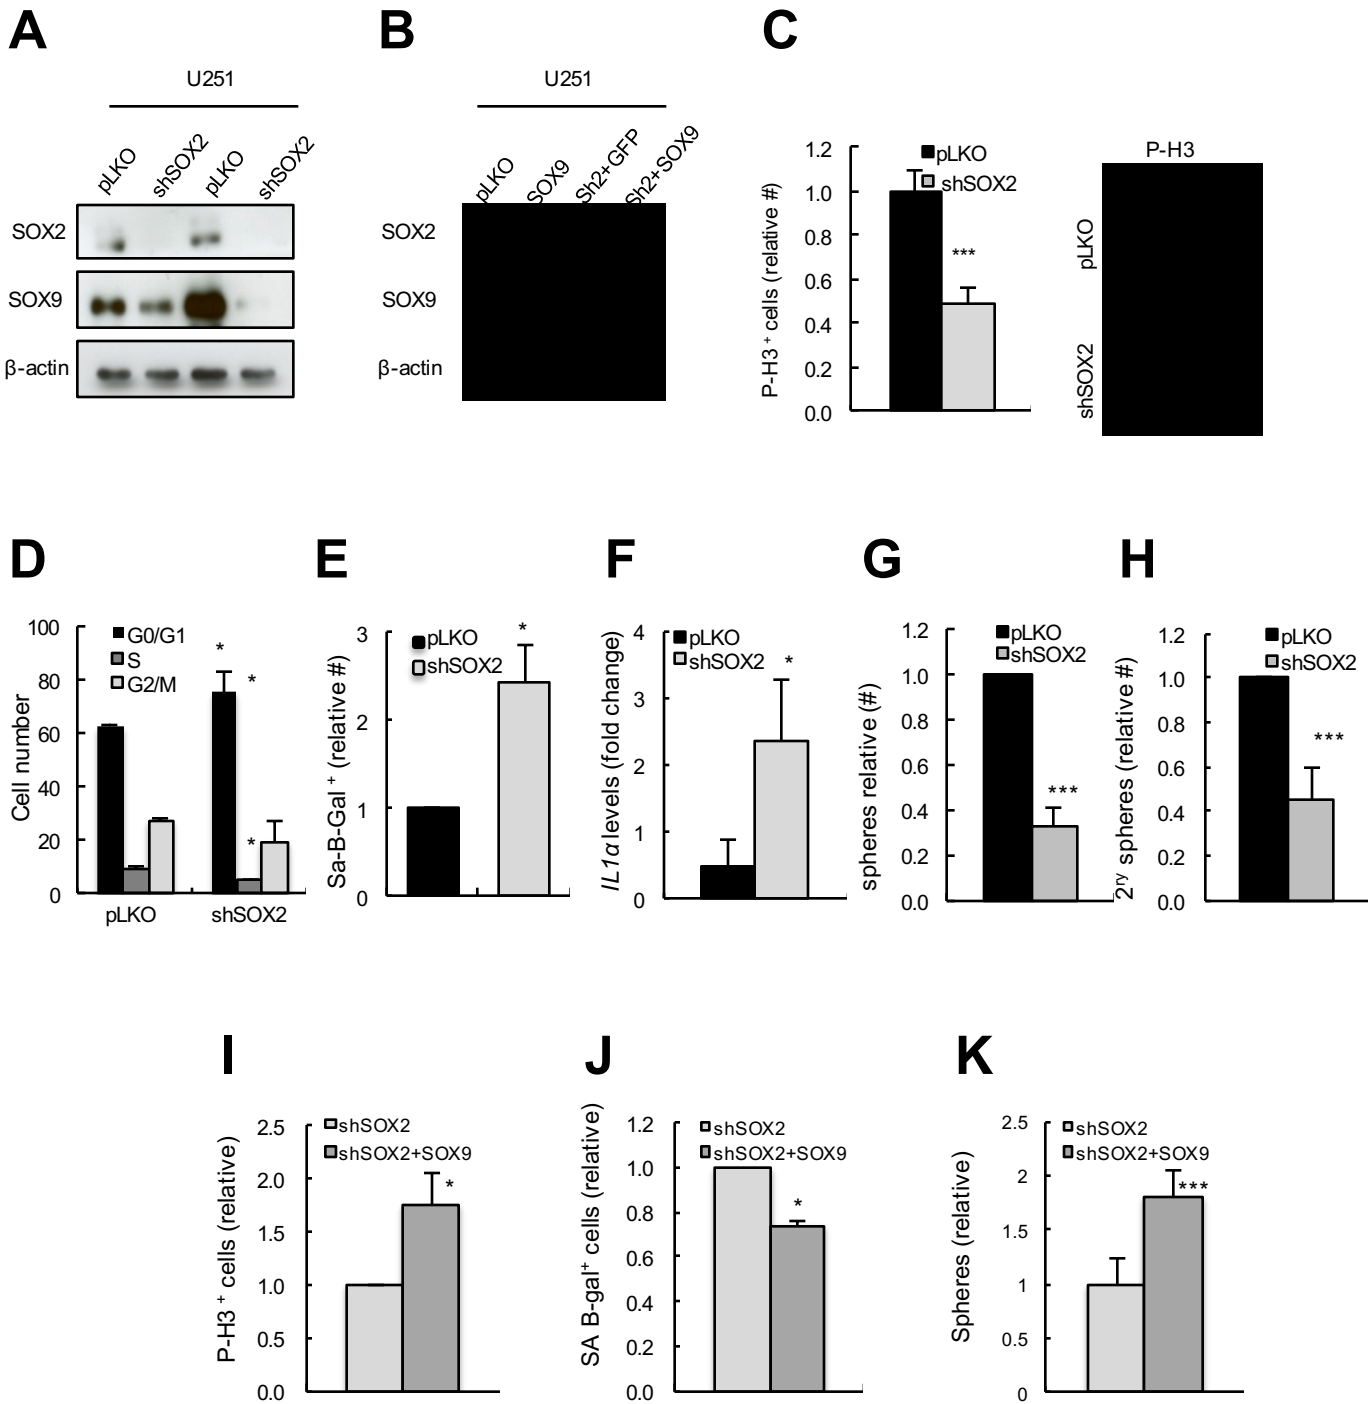 A
B
C
U251
pLKO
shSOX2
pLKO
shSOX2
SOX2
SOX9
β-actin
U251
pLKO
SOX9
Sh2+GFP
Sh2+SOX9
SOX2
SOX9
β-actin
P-H3 + cells (relative #)
1.2
1.0
0.8
0.6
0.4
0.2
0.0
pLKO
shSOX2
***
P-H3
pLKO
shSOX2
D
E
F
G
H
Cell number
100
80
60
40
20
0
G0/G1
S
G2/M
*
*
*
pLKO
shSOX2
Sa-B-Gal + (relative #)
3
2
1
0
pLKO
shSOX2
*
IL1α levels (fold change)
4
3
2
1
0
pLKO
shSOX2
*
spheres relative (#)
1.2
1.0
0.8
0.6
0.4
0.2
0.0
pLKO
shSOX2
***
2ry spheres (relative #)
1.2
1.0
0.8
0.6
0.4
0.2
0.0
pLKO
shSOX2
***
I
J
K
P-H3 + cells (relative)
2.5
2.0
1.5
1.0
0.5
0.0
shSOX2
shSOX2+SOX9
*
SA B-gal+ cells (relative)
1.2
1.0
0.8
0.6
0.4
0.2
0.0
shSOX2
shSOX2+SOX9
*
Spheres (relative)
2.5
2
1.5
1
0.5
0
shSOX2
shSOX2+SOX9
***